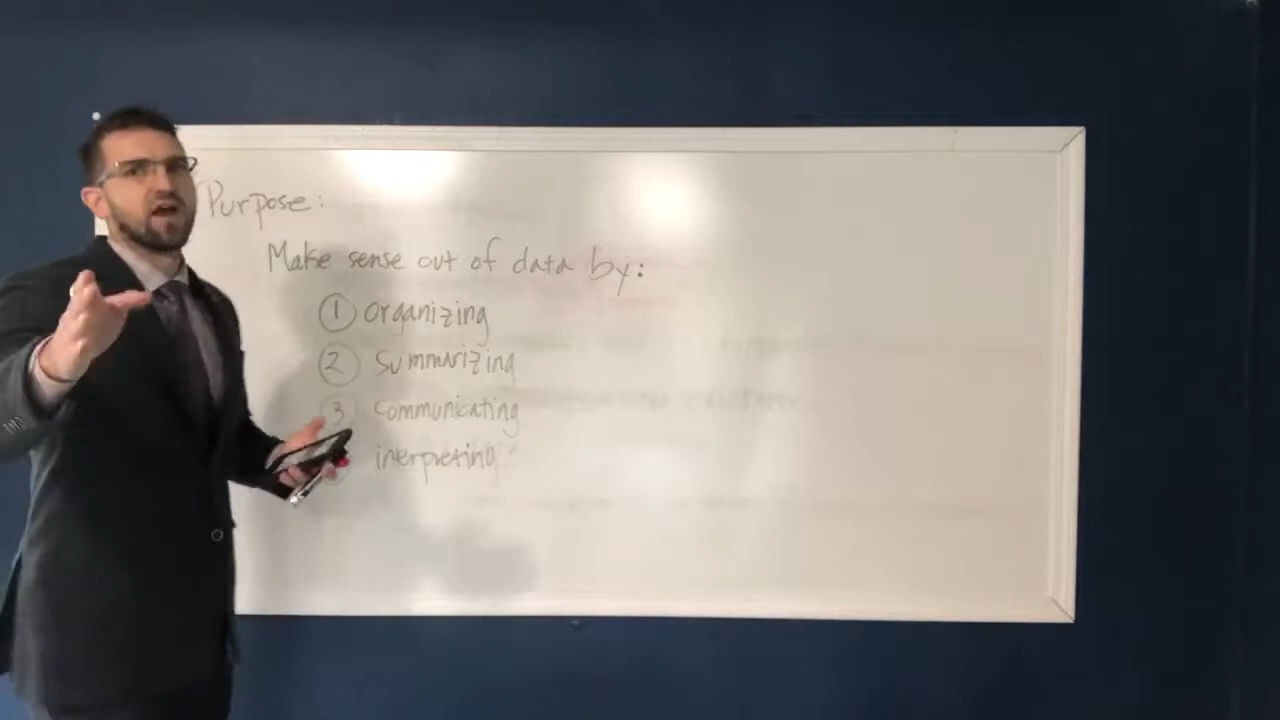 Purpose:
Make sense out of data by:
① organizing
② Summarizing
③ Communicating
interpreting